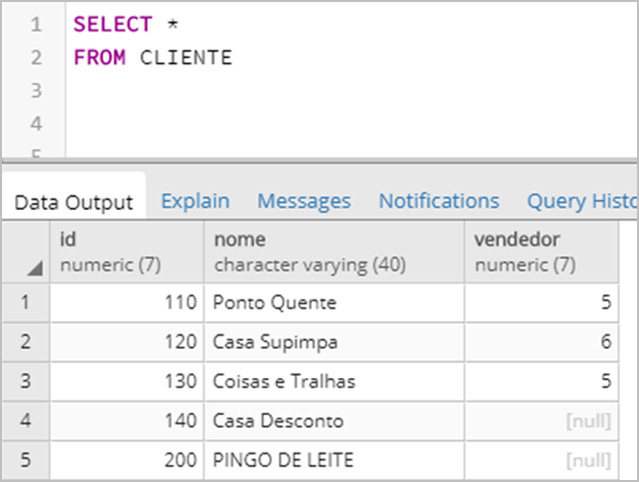 1 SELECT *
2 FROM CLIENTE
3
4
5
Data Output Explain Messages Notifications Query Histo
id nome vendedor
numeric (7) character varying (40) numeric (7)
1 110 Ponto Quente 5
2 120 Casa Supimpa 6
3 130 Coisas e Tralhas 5
4 140 Casa Desconto [null]
5 200 PINGO DE LEITE [null]